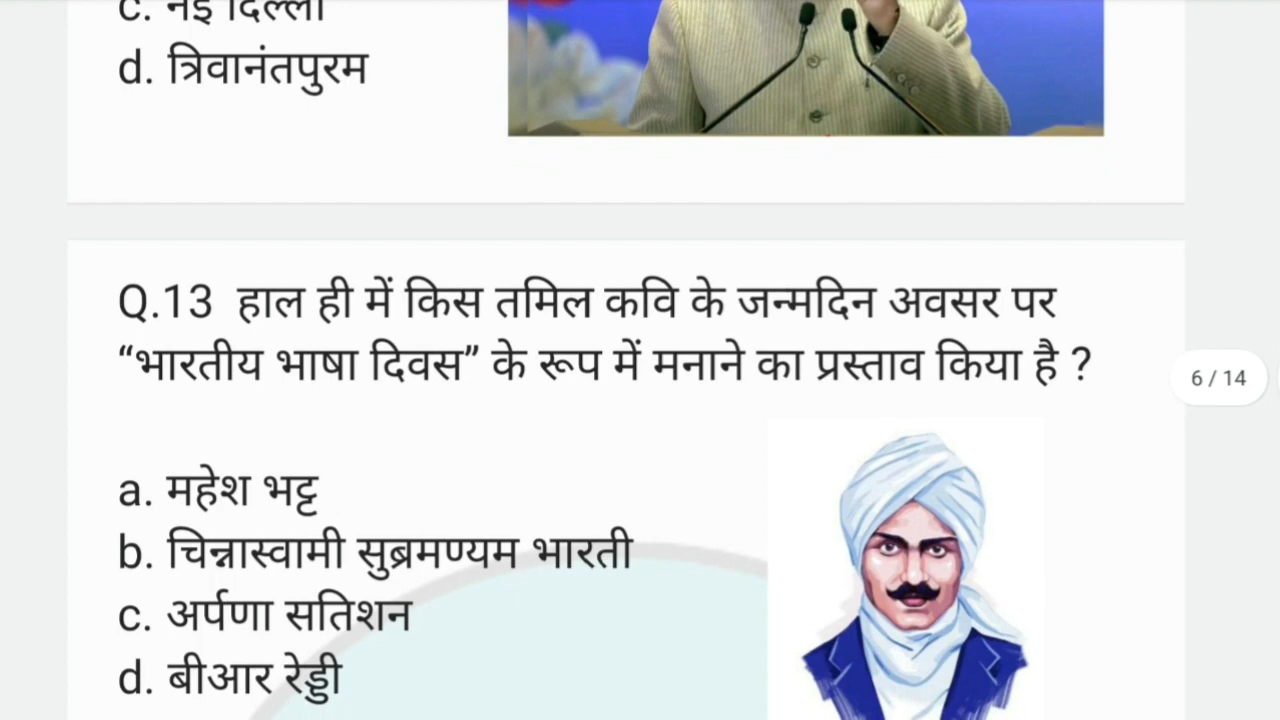 c. नई दिल्ली
d. त्रिवानंतपुरम
Q.13 हाल ही में किस तमिल कवि के जन्मदिन अवसर पर
“भारतीय भाषा दिवस” के रूप में मनाने का प्रस्ताव किया है ?
6 / 14
a. महेश भट्ट
b. चिन्नास्वामी सुब्रमण्यम भारती
c. अर्पणा सतिशन
d. बीआर रेड्डी